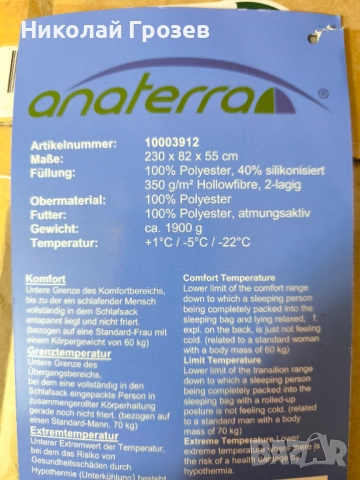 Николай Грозев
anaterra ®
Artikelnummer: 10003912
Maße: 230 x 82 x 55 cm
Füllung: 100% Polyester, 40% silikonisiert
350 g/m² Hollowfibre, 2-lagig
Obermaterial: 100% Polyester
Futter: 100% Polyester, atmungsaktiv
Gewicht: ca. 1900 g
Temperatur: +1°C / -5°C / -22°C
Komfort
Untere Grenze des Komfortbereichs,
bis zu der ein schlafender Mensch
vollständig in dem Schlafsack
entspannt liegt und nicht friert.
(bezogen auf eine Standard-Frau mit
einem Körpergewicht von 60 kg)
Grenztemperatur
Untere Grenze des
Übergangsbereichs,
bei dem eine vollständig in den
Schlafsack eingepackte Person in
zusammengerollter Körperhaltung
gerade noch nicht friert. (bezogen auf
einen Standard-Mann, 70 kg)
Extremtemperatur
Unterer Extremwert der Temperatur,
bei dem das Risiko von
Gesundheitsschäden durch
Hypothermie (Unterkühlung) besteht
Comfort Temperature
Lower limit of the comfort range
down to which a sleeping person
being completely packed into the
sleeping bag and lying relaxed, f.
expl. on the back, is just not feeling
cold. (related to a standard woman
with a body mass of 60 kg)
Limit Temperature
Lower limit of the transition range
down to which a sleeping person
being completely packed into the
sleeping bag and with a rolled-up
posture is not feeling cold. (related
to a standard man with a body
mass of 70 kg)
Extreme Temperature Lower
extreme temperature when there is
the risk of a health damage by
hypothermia.